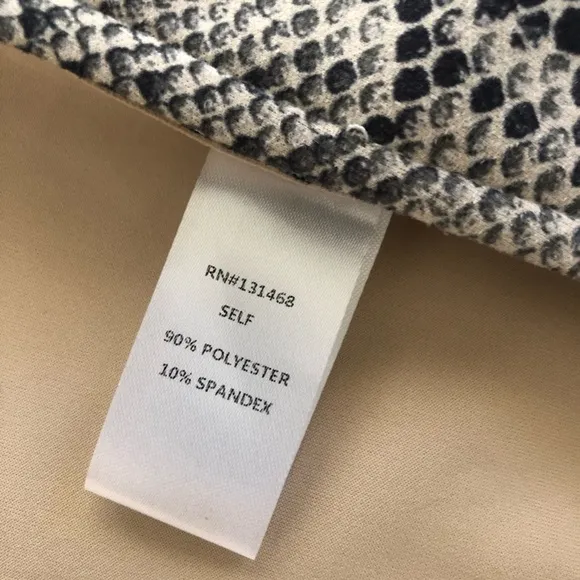 RN#131468
SELF
90% POLYESTER
10% SPANDEX